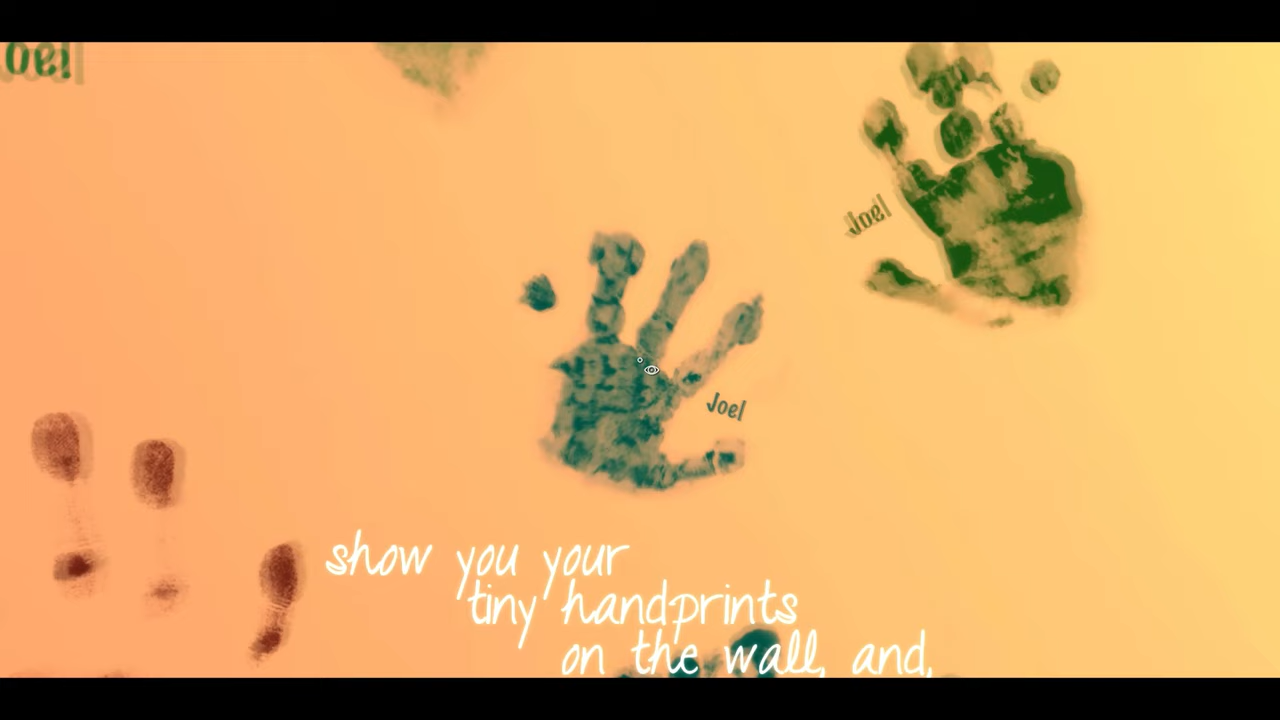 Joel
Joel
Joel
show you your
tiny handprints
on the wall, and,